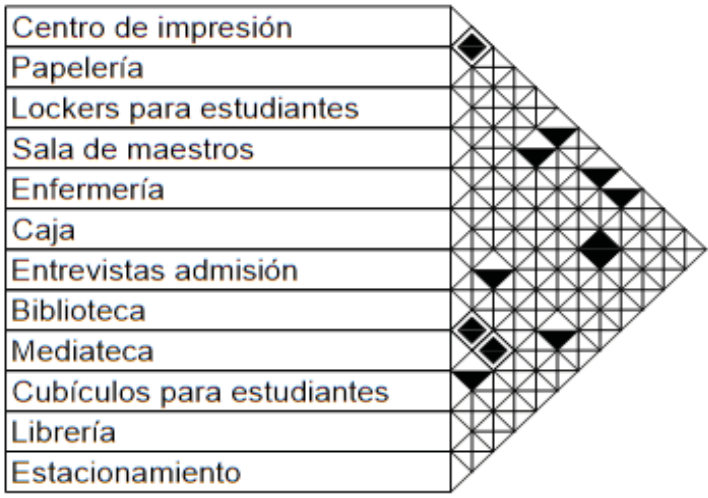 Centro de impresión
Papelería
Lockers para estudiantes
Sala de maestros
Enfermería
Caja
Entrevistas admisión
Biblioteca
Mediateca
Cubículos para estudiantes
Librería
Estacionamiento